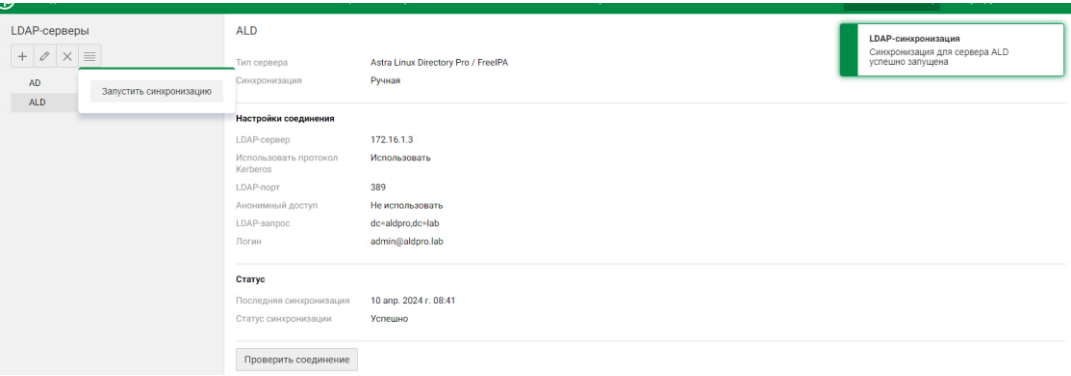 LDAP-серверы
AD
ALD
Запустить синхронизацию
ALD
Тип сервера Astra Linux Directory Pro / FreeIPA
Синхронизация Ручная
Настройки соединения
LDAP-сервер 172.16.1.3
Использовать протокол Kerberos Использовать
LDAP-порт 389
Анонимный доступ Не использовать
LDAP-запрос dc=aldpro,dc=lab
Логин admin@aldpro.lab
Статус
Последняя синхронизация 10 апр. 2024 г. 08:41
Статус синхронизации Успешно
Проверить соединение
LDAP-синхронизация
Синхронизация для сервера ALD
успешно запущена